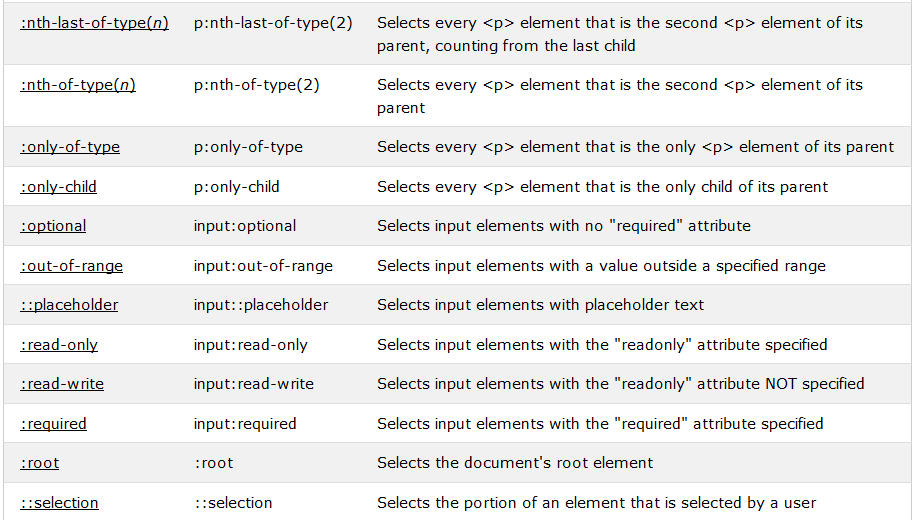 :nth-last-of-type(n) p:nth-last-of-type(2) Selects every <p> element that is the second <p> element of its
parent, counting from the last child
:nth-of-type(n) p:nth-of-type(2) Selects every <p> element that is the second <p> element of its
parent
:only-of-type p:only-of-type Selects every <p> element that is the only <p> element of its parent
:only-child p:only-child Selects every <p> element that is the only child of its parent
:optional input:optional Selects input elements with no "required" attribute
:out-of-range input:out-of-range Selects input elements with a value outside a specified range
::placeholder input::placeholder Selects input elements with placeholder text
:read-only input:read-only Selects input elements with the "readonly" attribute specified
:read-write input:read-write Selects input elements with the "readonly" attribute NOT specified
:required input:required Selects input elements with the "required" attribute specified
:root :root Selects the document's root element
::selection ::selection Selects the portion of an element that is selected by a user